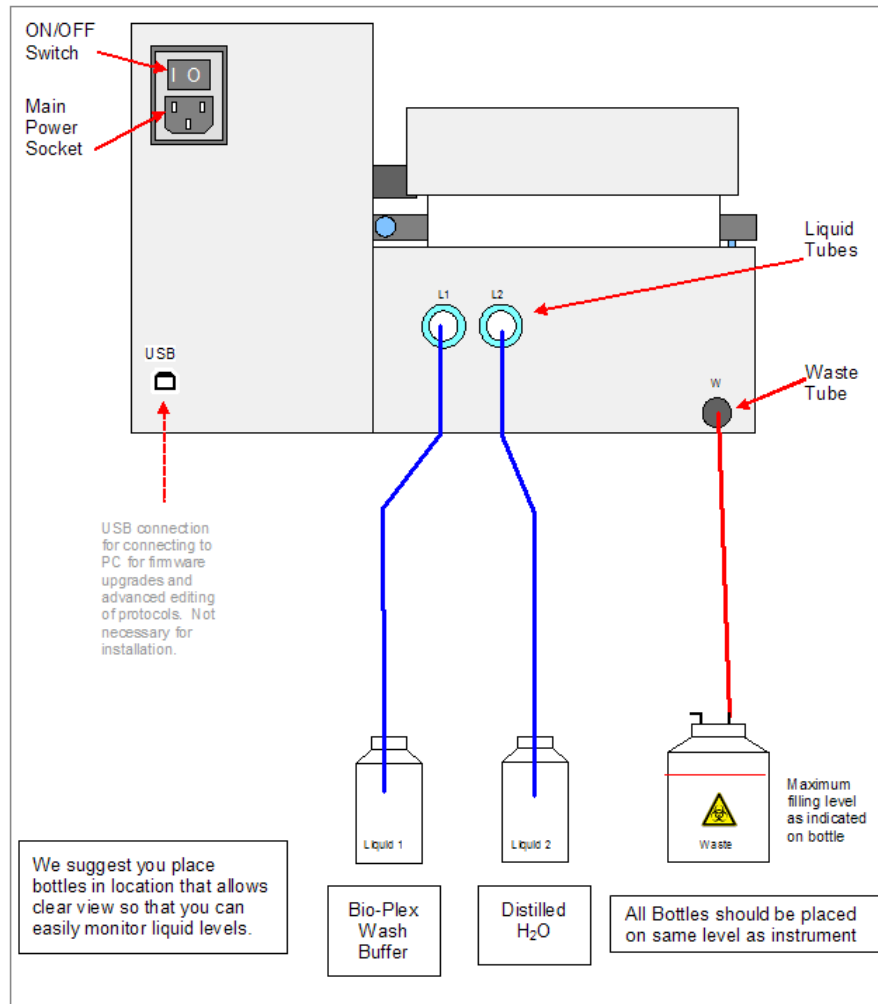 ON/OFF
Switch
I O
Main
Power
Socket
Liquid
Tubes
L1
L2
USB
W
Waste
Tube
USB connection
for connecting to
PC for firmware
upgrades and
advanced editing
of protocols. Not
necessary for
installation.
Liquid 1
Liquid 2
Waste
Maximum
filling level
as indicated
on bottle
We suggest you place
bottles in location that allows
clear view so that you can
easily monitor liquid levels.
Bio-Plex
Wash
Buffer
Distilled
H₂O
All Bottles should be placed
on same level as instrument